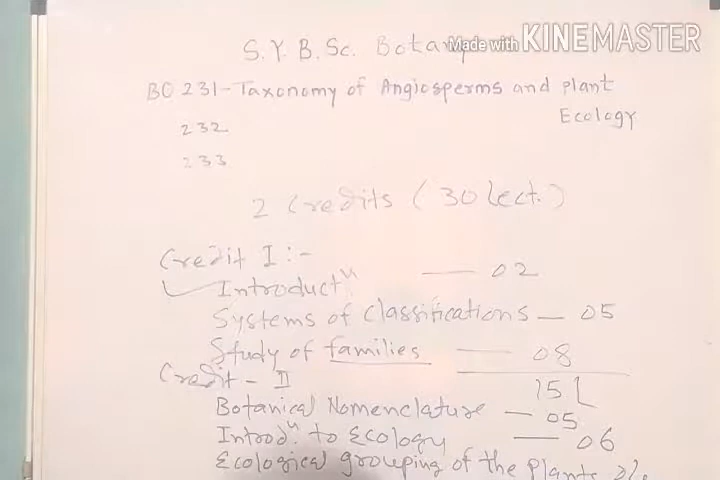 S.Y. B.Sc. Botany
Made with KINEMASTER
BO 231- Taxonomy of Angiosperms and plant
Ecology
232
233
2 Credits (30 Lect.)
Credit I :-
Introductⁿ — 02
Systems of classifications — 05
Study of families — 08
15 L
Credit - II
Botanical Nomenclature — 05
Introdⁿ. to Ecology — 06
Ecological grouping of the plants